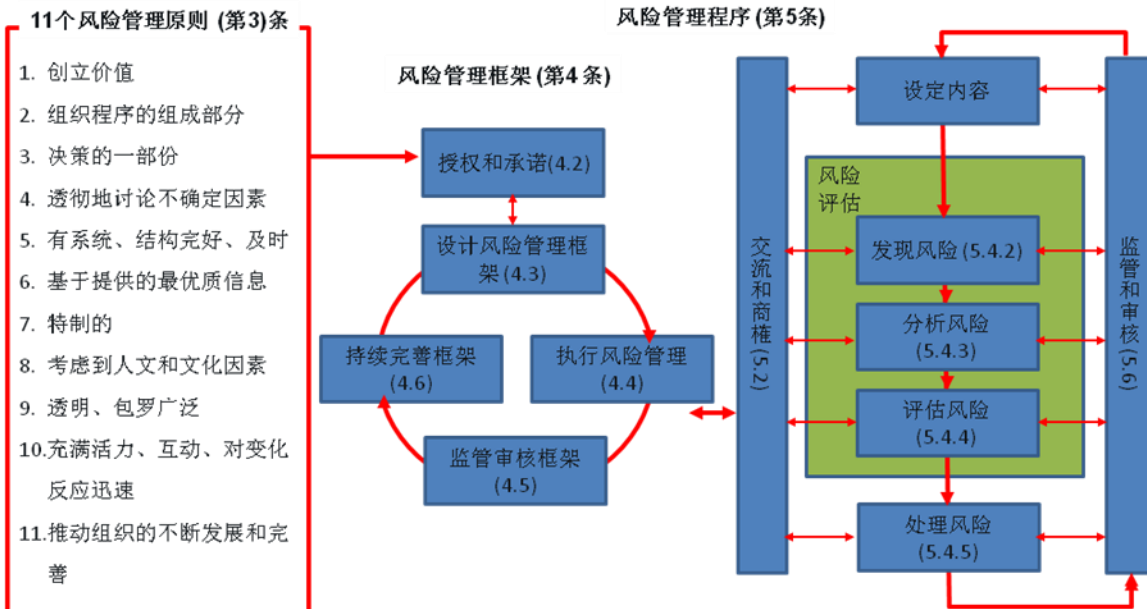 11个风险管理原则 (第3)条
1. 创立价值
2. 组织程序的组成部分
3. 决策的一部份
4. 透彻地讨论不确定因素
5. 有系统、结构完好、及时
6. 基于提供的最优质信息
7. 特制的
8. 考虑到人文和文化因素
9. 透明、包罗广泛
10.充满活力、互动、对变化
反应迅速
11.推动组织的不断发展和完
善
风险管理框架 (第4 条)
授权和承诺(4.2)
设计风险管理框
架 (4.3)
持续完善框架
(4.6)
执行风险管理
(4.4)
监管审核框架
(4.5)
风险管理程序 (第5条)
交流和商榷(5.2)
设定内容
风险
评估
发现风险 (5.4.2)
分析风险
(5.4.3)
评估风险
(5.4.4)
处理风险
(5.4.5)
监管和审核(5.6)